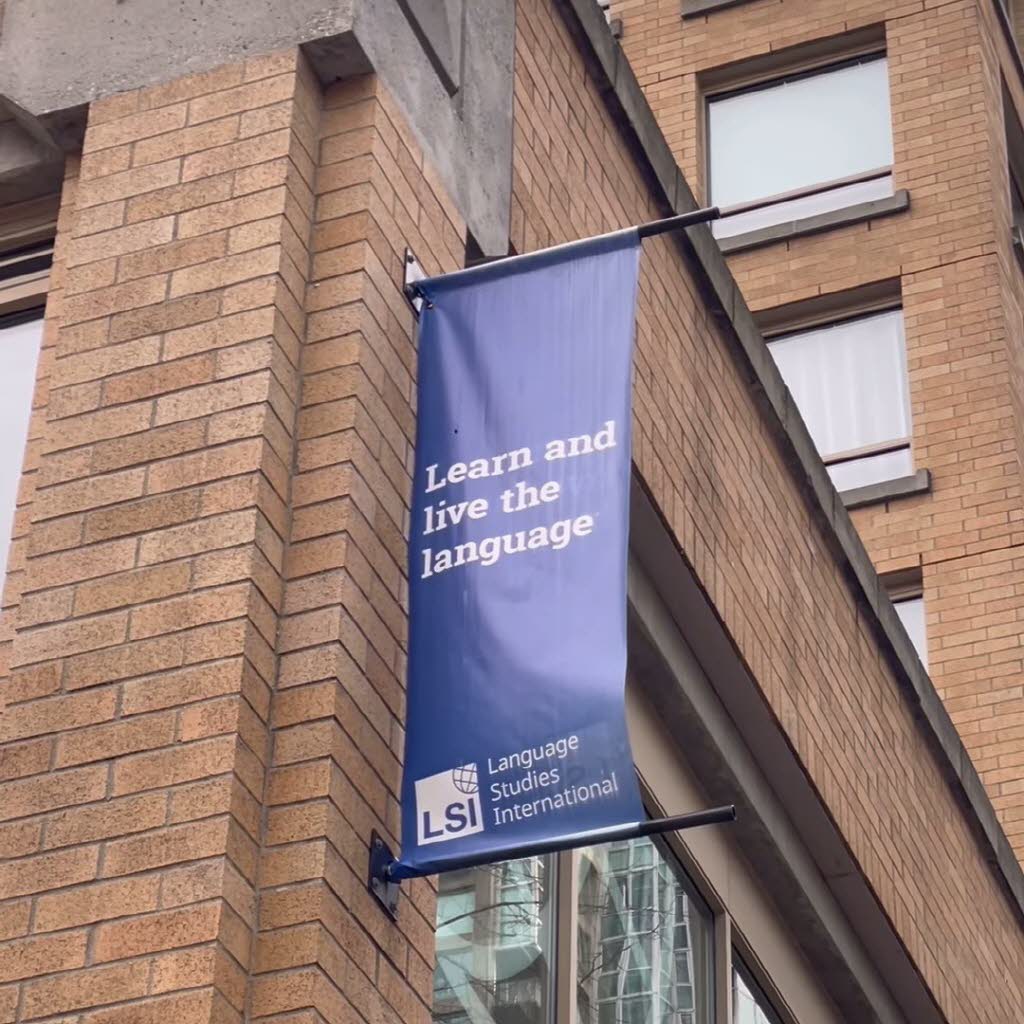 Learn and
live the
language
LSI
Language
Studies
International